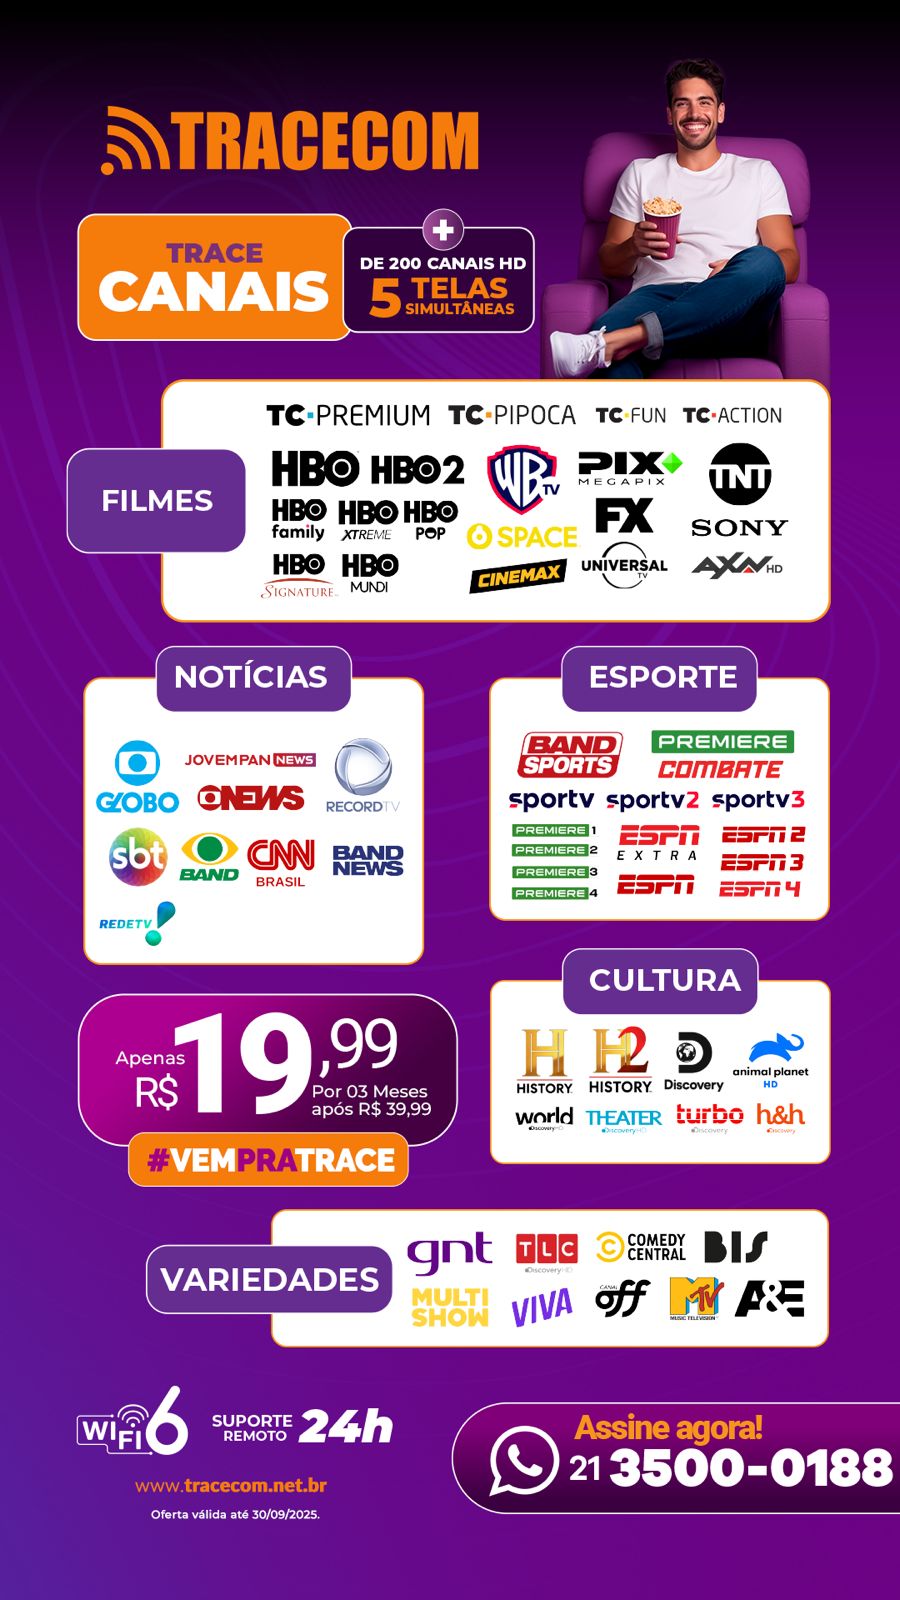 TRACECOM
TRACE
CANAIS
+
DE 200 CANAIS HD
5 TELAS
SIMULTÂNEAS
FILMES
TC PREMIUM TC PIPOCA TC FUN TC ACTION
HBO HBO 2 WB TV PIX MEGAPIX TNT
HBO family HBO XTREME HBO POP SPACE FX SONY
HBO SIGNATURE HBO MUNDI CINEMAX UNIVERSAL TV AXN HD
NOTÍCIAS
GLOBO JOVEM PAN NEWS RECORDTV
GNEWS
sbt BAND CNN BRASIL BAND NEWS
REDETV!
ESPORTE
BAND SPORTS PREMIERE
COMBATE
sportv sportv2 sportv3
PREMIERE 1 ESPN EXTRA ESPN 2
PREMIERE 2
PREMIERE 3 ESPN ESPN 3
PREMIERE 4 ESPN 4
Apenas
R$ 19,99
Por 03 Meses
após R$ 39,99
#VEMPRATRACE
CULTURA
H HISTORY H2 HISTORY Discovery animal planet HD
world Discovery HD THEATER Discovery HD turbo Discovery h&h Discovery
VARIEDADES
gnt TLC Discovery HD COMEDY CENTRAL BIS
MULTI SHOW VIVA CANAL off MTV MUSIC TELEVISION A&E
WI FI 6
SUPORTE
REMOTO
24h
www.tracecom.net.br
Oferta válida até 30/09/2025.
Assine agora!
21 3500-0188